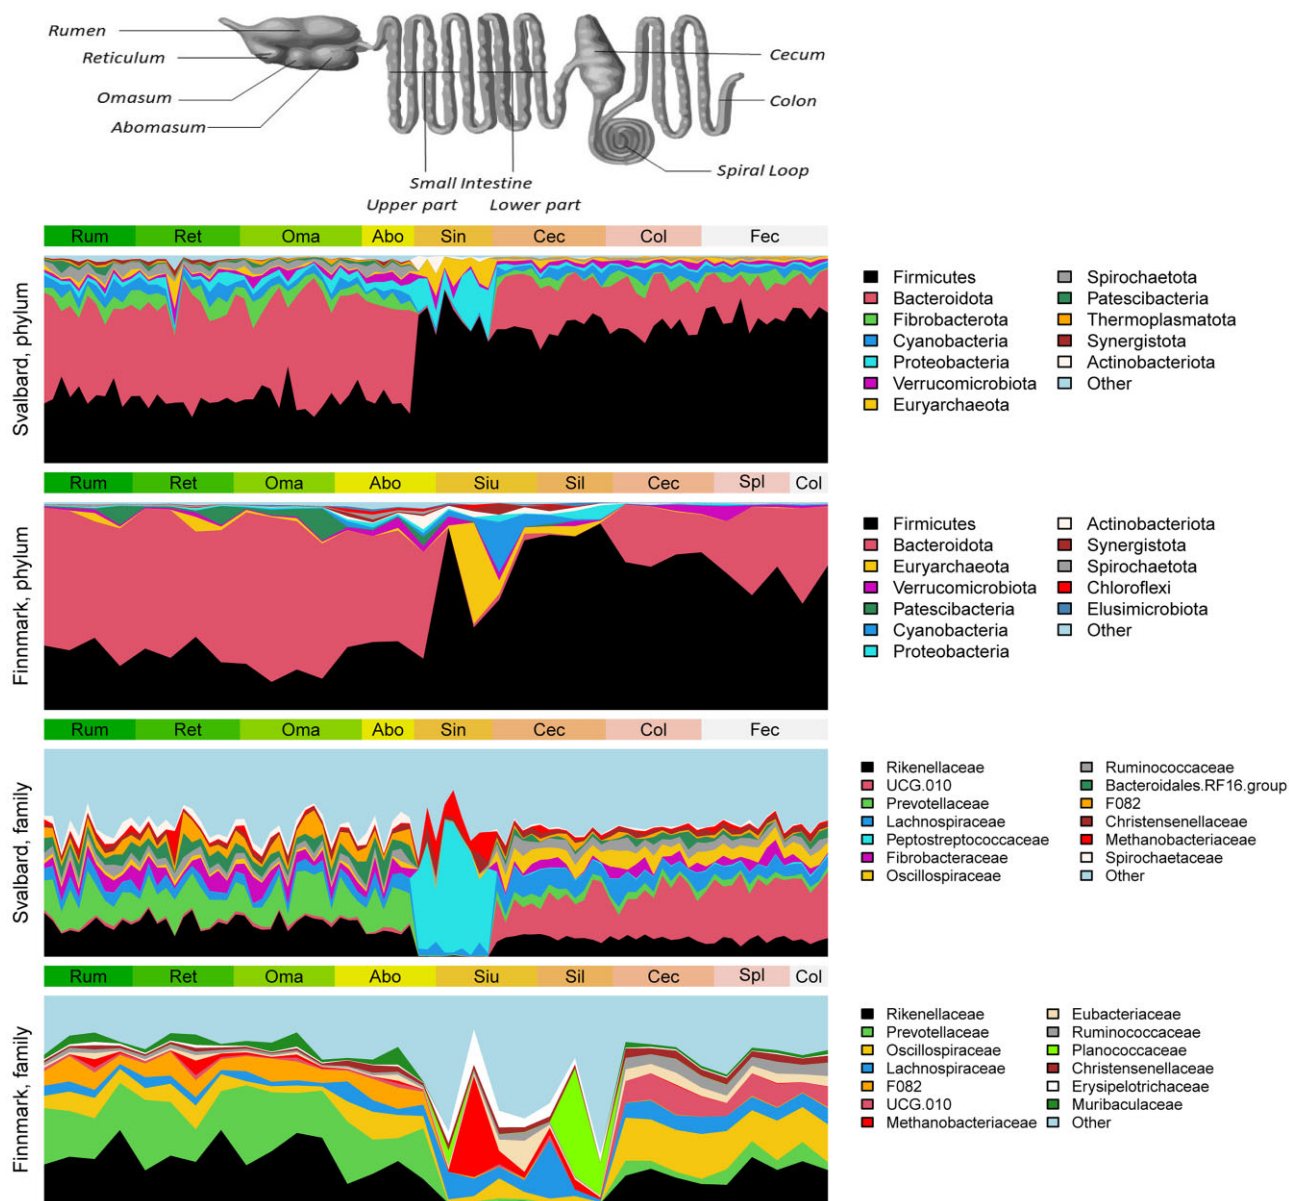 Rumen
Reticulum
Omasum
Abomasum
Cecum
Colon
Spiral Loop
Small Intestine
Upper part Lower part
Svalbard, phylum
Rum Ret Oma Abo Sin Cec Col Fec
Firmicutes
Bacteroidota
Fibrobacterota
Cyanobacteria
Proteobacteria
Verrucomicrobiota
Euryarchaeota
Spirochaetota
Patescibacteria
Thermoplasmatota
Synergistota
Actinobacteriota
Other
Finnmark, phylum
Rum Ret Oma Abo Siu Sil Cec Spl Col
Firmicutes
Bacteroidota
Euryarchaeota
Verrucomicrobiota
Patescibacteria
Cyanobacteria
Proteobacteria
Actinobacteriota
Synergistota
Spirochaetota
Chloroflexi
Elusimicrobiota
Other
Svalbard, family
Rum Ret Oma Abo Sin Cec Col Fec
Rikenellaceae
UCG.010
Prevotellaceae
Lachnospiraceae
Peptostreptococcaceae
Fibrobacteraceae
Oscillospiraceae
Ruminococcaceae
Bacteroidales.RF16.group
F082
Christensenellaceae
Methanobacteriaceae
Spirochaetaceae
Other
Finnmark, family
Rum Ret Oma Abo Siu Sil Cec Spl Col
Rikenellaceae
Prevotellaceae
Oscillospiraceae
Lachnospiraceae
F082
UCG.010
Methanobacteriaceae
Eubacteriaceae
Ruminococcaceae
Planococcaceae
Christensenellaceae
Erysipelotrichaceae
Muribaculaceae
Other